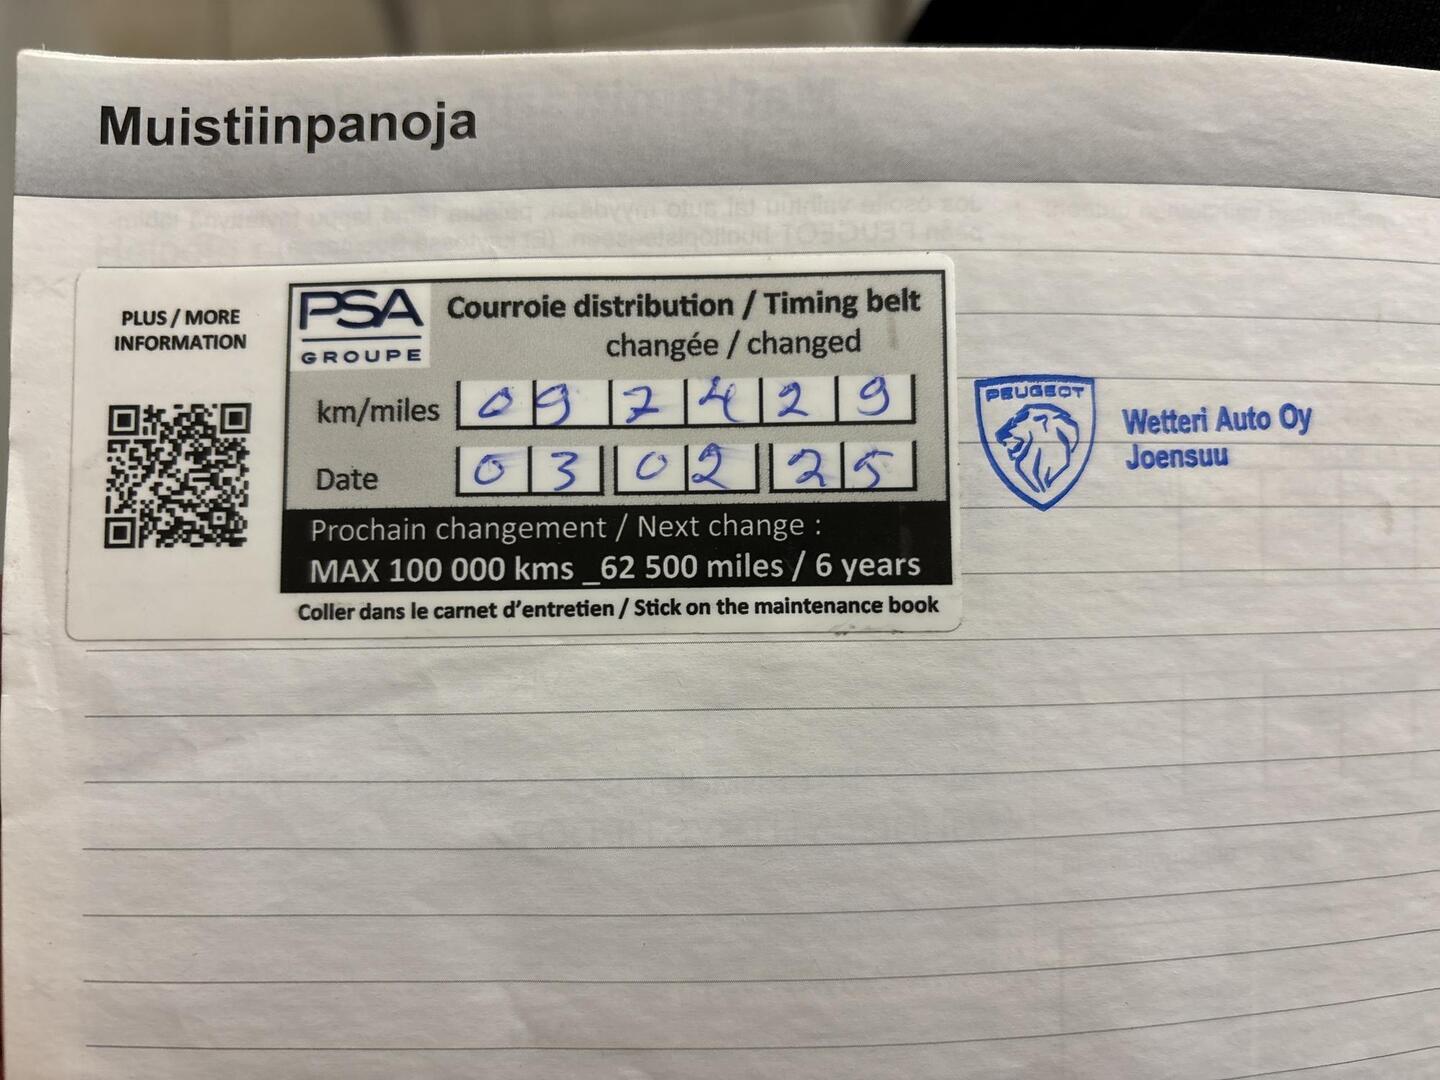 Muistiinpanoja
PLUS / MORE
INFORMATION
PSA
GROUPE
Courroie distribution / Timing belt
changée / changed
km/miles 0 9 7 4 2 9
Date 0 3 0 2 2 5
Prochain changement / Next change :
MAX 100 000 kms _62 500 miles / 6 years
Coller dans le carnet d'entretien / Stick on the maintenance book
PEUGEOT
Wetteri Auto Oy
Joensuu